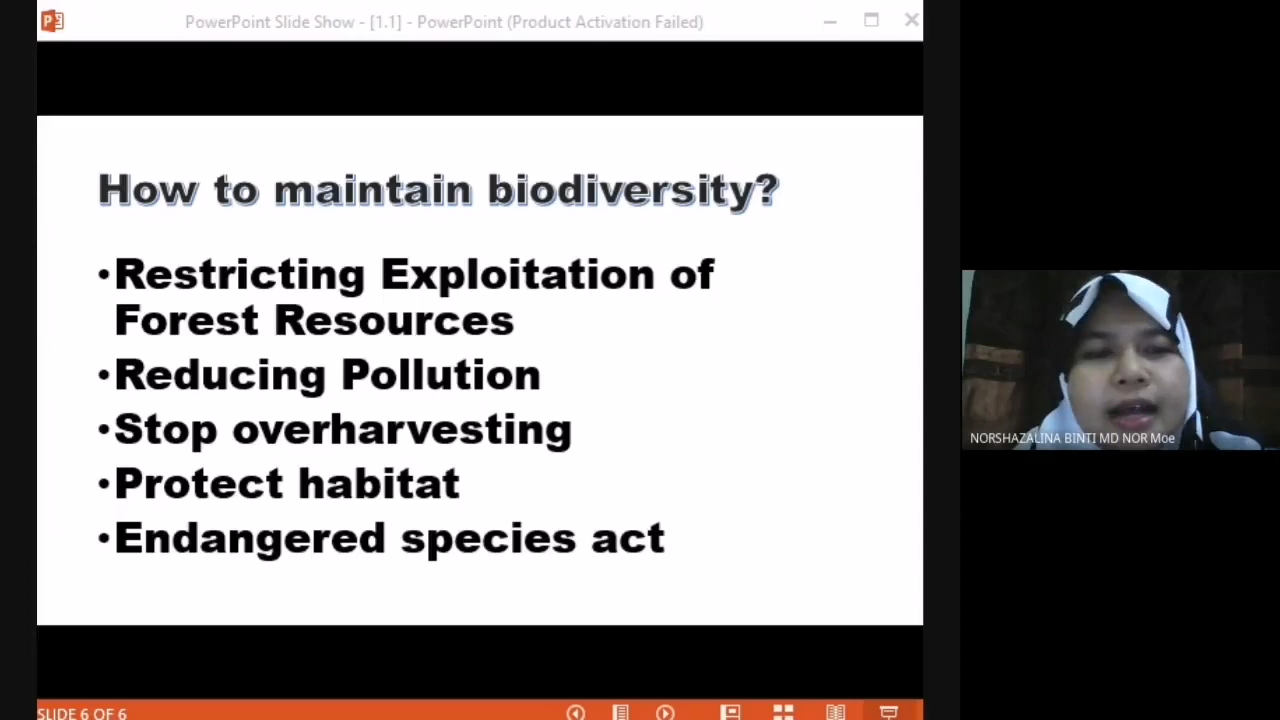 PowerPoint Slide Show - [1.1] - PowerPoint (Product Activation Failed)
How to maintain biodiversity?
•Restricting Exploitation of
Forest Resources
•Reducing Pollution
•Stop overharvesting
•Protect habitat
•Endangered species act
NORSHAZALINA BINTI MD NOR Moe
SLIDE 6 OF 6